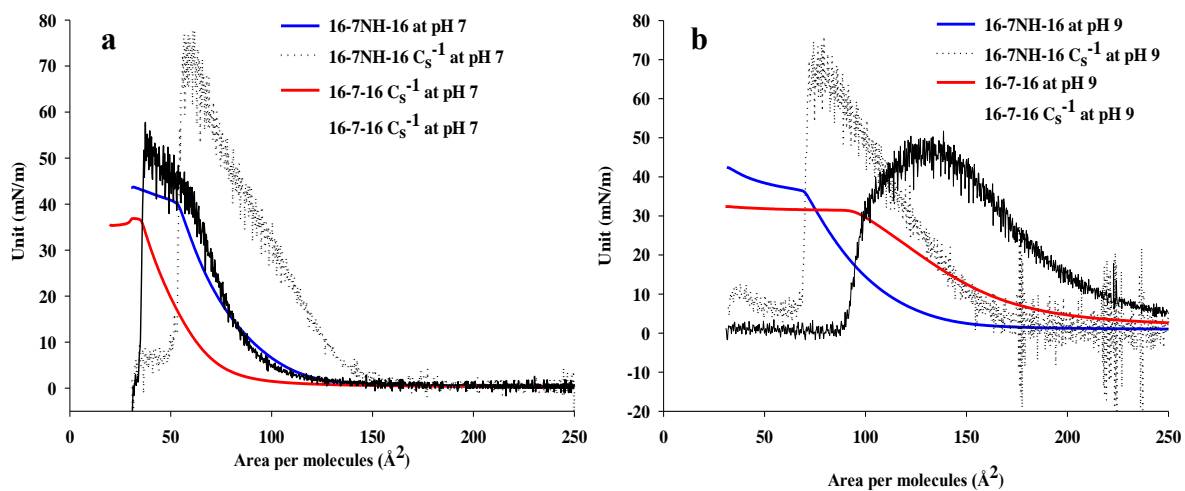 a
16-7NH-16 at pH 7
16-7NH-16 Cs-1 at pH 7
16-7-16 Cs-1 at pH 7
16-7-16 Cs-1 at pH 7
Unit (mN/m)
80
70
60
50
40
30
20
10
0
0 50 100 150 200 250
Area per molecules (Å2)
b
16-7NH-16 at pH 9
16-7NH-16 Cs-1 at pH 9
16-7-16 at pH 9
16-7-16 Cs-1 at pH 9
Unit (mN/m)
80
70
60
50
40
30
20
10
0
-10
-20
0 50 100 150 200 250
Area per molecules (Å2)